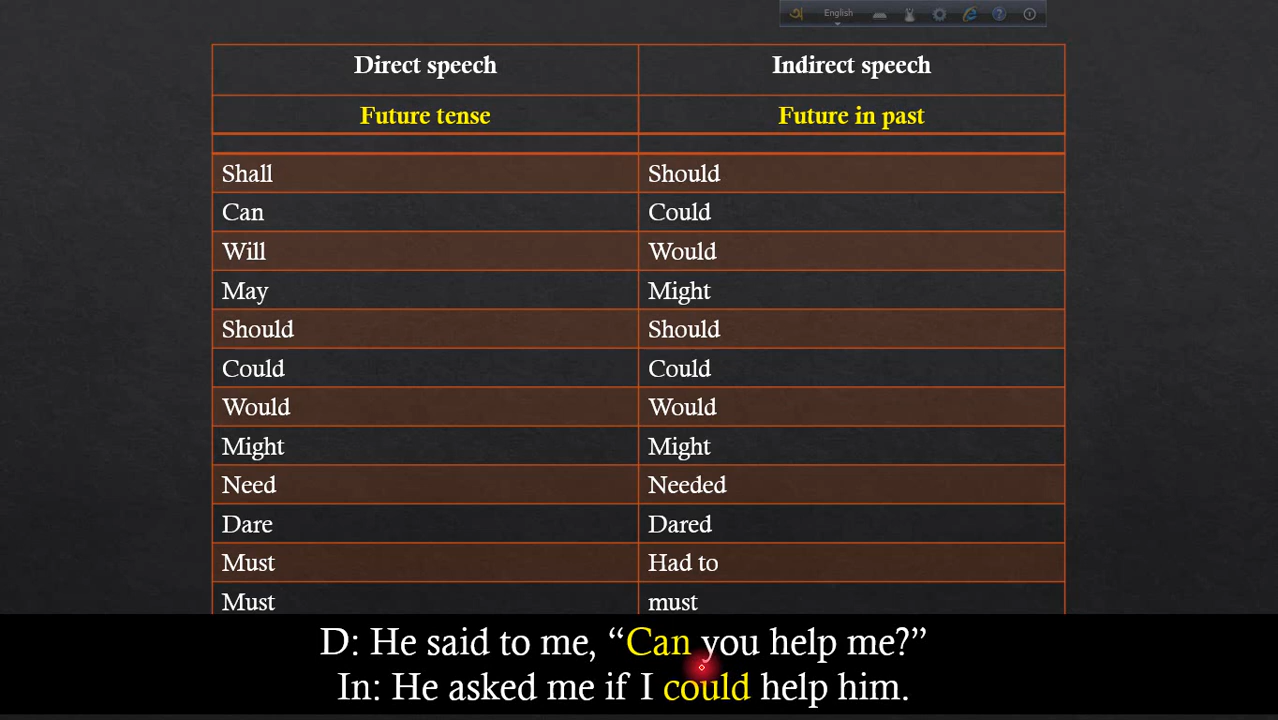 অ English
Direct speech Indirect speech
Future tense Future in past
Shall Should
Can Could
Will Would
May Might
Should Should
Could Could
Would Would
Might Might
Need Needed
Dare Dared
Must Had to
Must must
D: He said to me, “Can you help me?”
In: He asked me if I could help him.